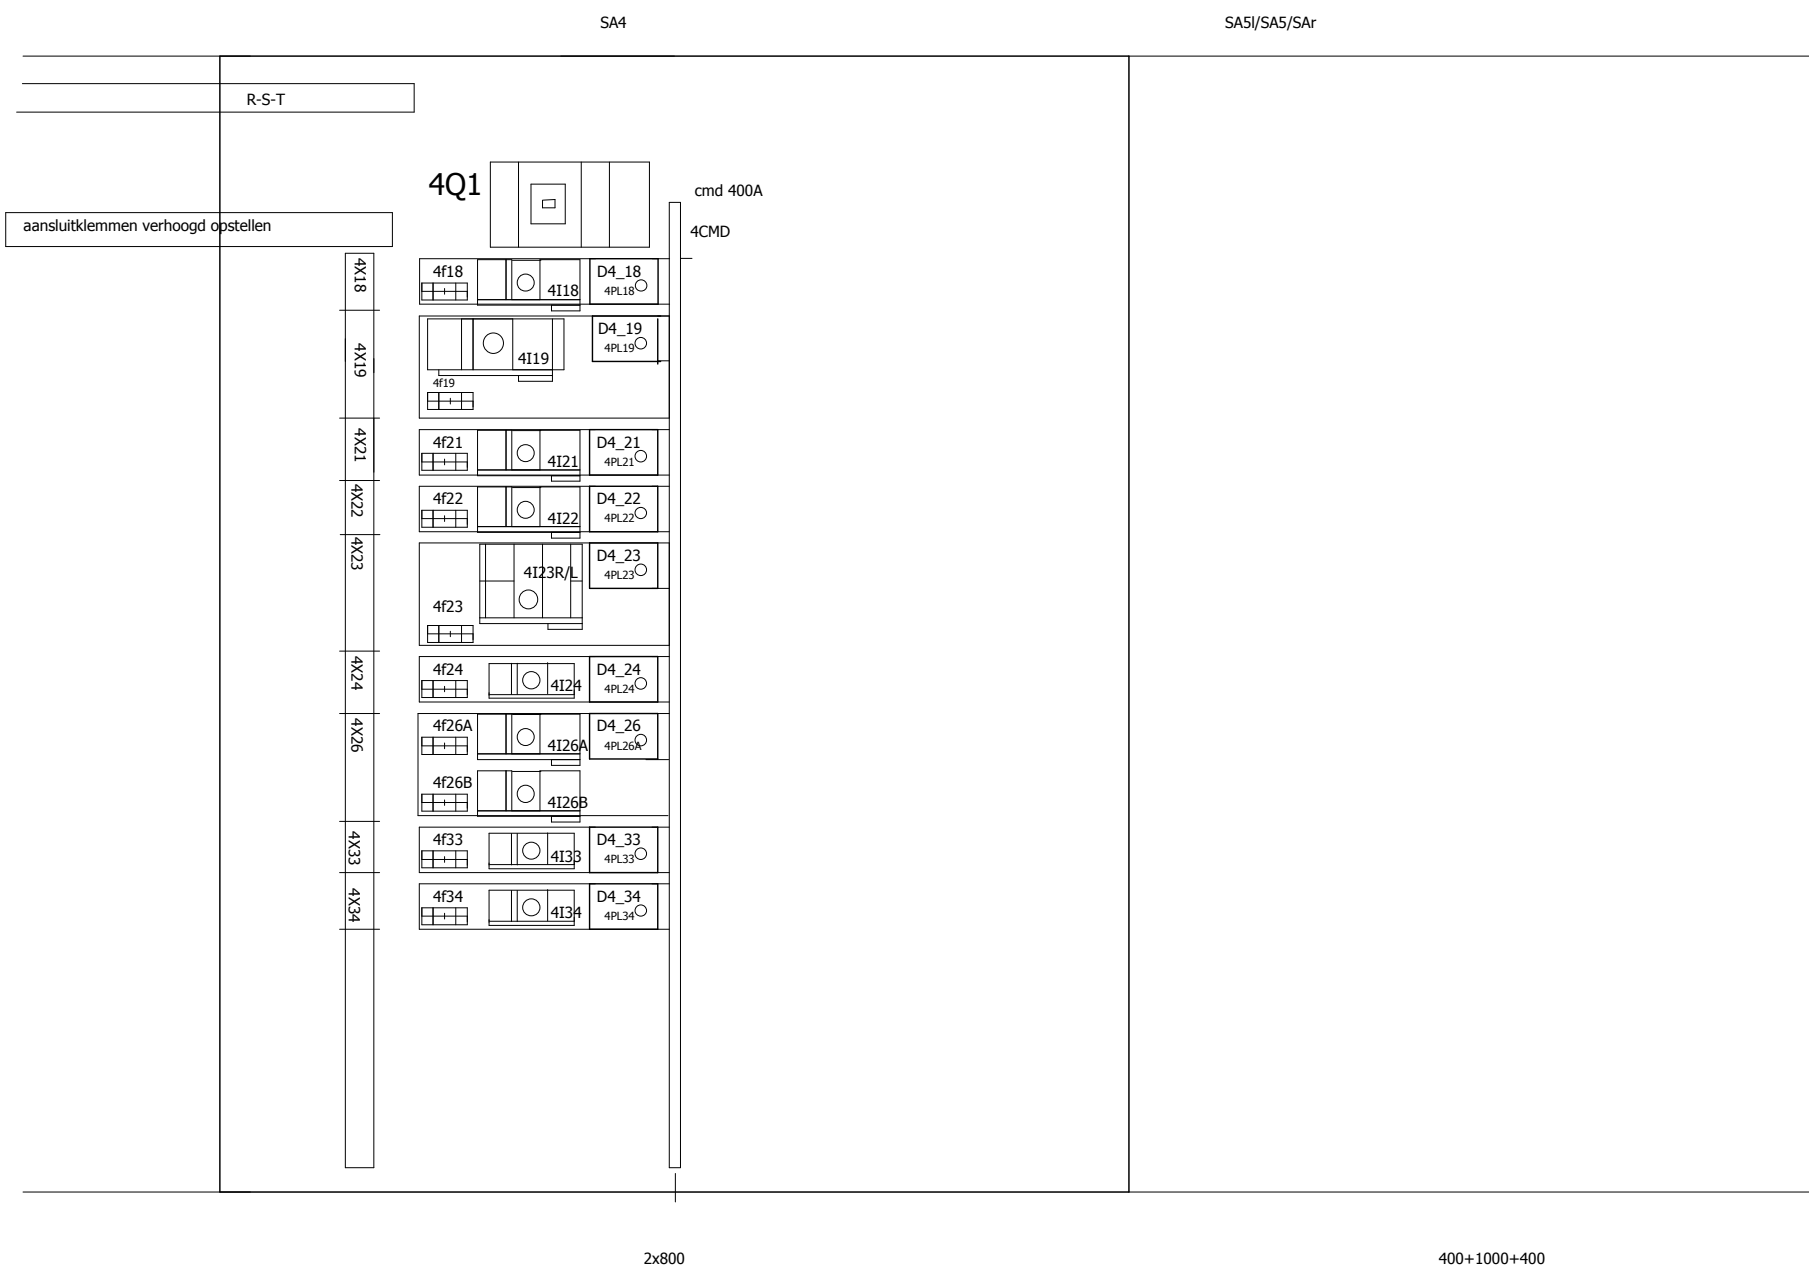 SA4
SA5l/SA5/SAr
R-S-T
4Q1
cmd 400A
aansluitklemmen verhoogd opstellen
4CMD
4X18
4f18
4I18
D4_18
4PL18
4X19
4I19
D4_19
4PL19
4f19
4X21
4f21
4I21
D4_21
4PL21
4X22
4f22
4I22
D4_22
4PL22
4X23
4I23R/L
D4_23
4PL23
4f23
4X24
4f24
4I24
D4_24
4PL24
4X26
4f26A
4I26A
D4_26
4PL26A
4f26B
4I26B
4X33
4f33
4I33
D4_33
4PL33
4X34
4f34
4I34
D4_34
4PL34
2x800
400+1000+400